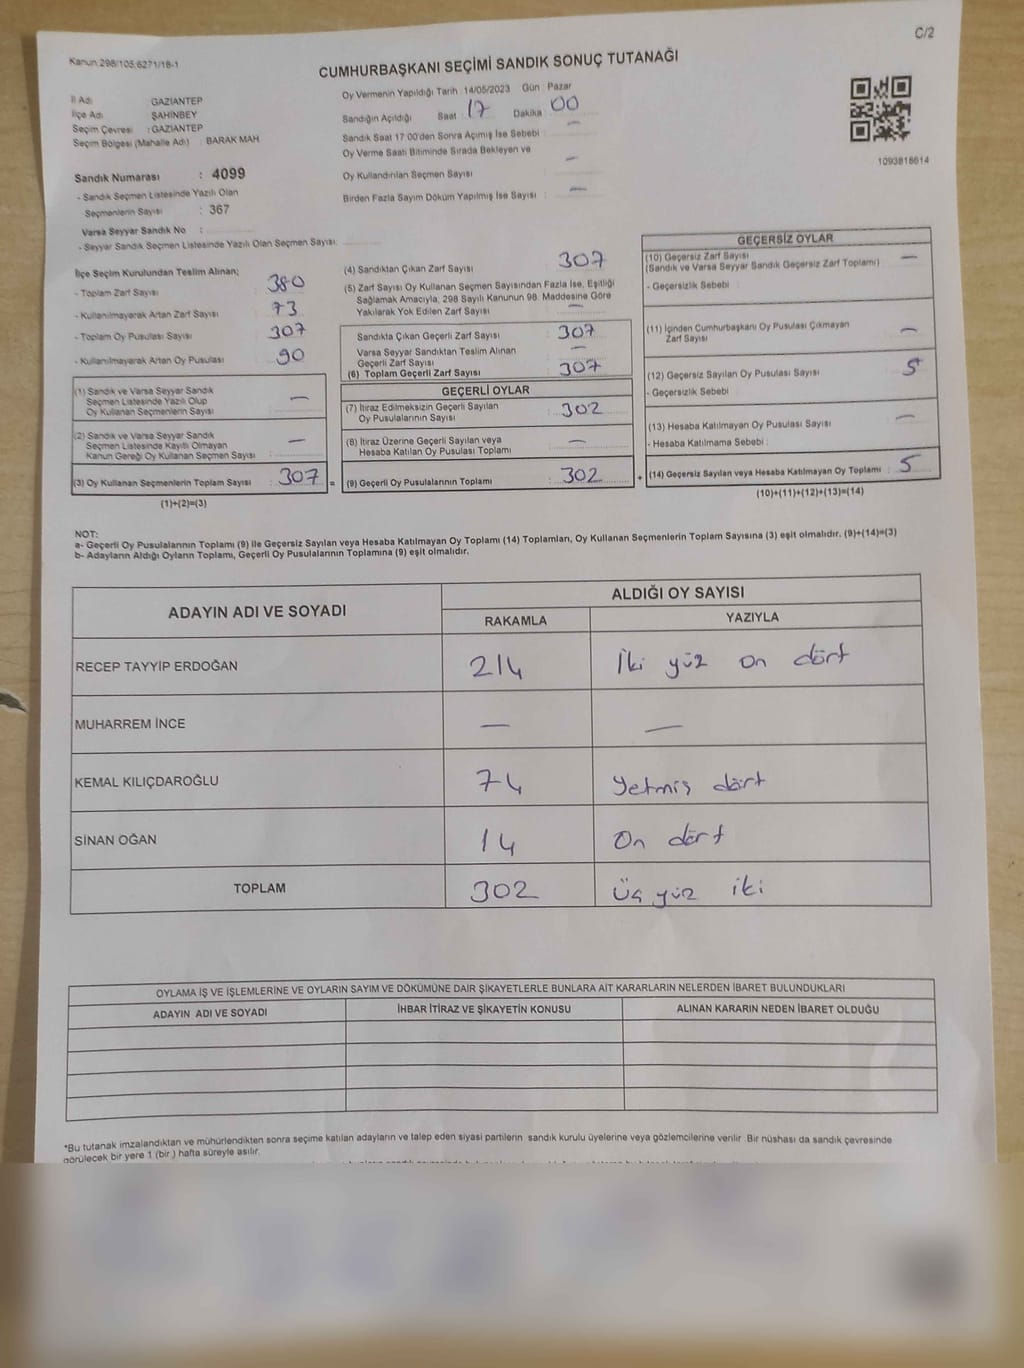 C/2
Kanun:298/105,6271/18-1
CUMHURBAŞKANI SEÇİMİ SANDIK SONUÇ TUTANAĞI
İl Adı : GAZİANTEP
İlçe Adı : ŞAHİNBEY
Seçim Çevresi : GAZİANTEP
Seçim Bölgesi (Mahalle Adı) : BARAK MAH
Sandık Numarası : 4099
- Sandık Seçmen Listesinde Yazılı Olan
Seçmenlerin Sayısı : 367
Varsa Seyyar Sandık No :
- Seyyar Sandık Seçmen Listesinde Yazılı Olan Seçmen Sayısı:
Oy Vermenin Yapıldığı Tarih 14/05/2023 Gün Pazar
Sandığın Açıldığı Saat : 17 Dakika 00
Sandık Saat 17:00'den Sonra Açımış İse Sebebi : —
Oy Verme Saati Bitiminde Sırada Bekleyen ve
Oy Kullandırılan Seçmen Sayısı —
Birden Fazla Sayım Döküm Yapılmış İse Sayısı : —
1093818614
İlçe Seçim Kurulundan Teslim Alınan;
- Toplam Zarf Sayısı : 380
- Kullanılmayarak Artan Zarf Sayısı : 73
- Toplam Oy Pusulası Sayısı : 307
- Kullanılmayarak Artan Oy Pusulası : 90
(1) Sandık ve Varsa Seyyar Sandık
Seçmen Listesinde Yazılı Olup
Oy Kullanan Seçmenlerin Sayısı : —
(2) Sandık ve Varsa Seyyar Sandık
Seçmen Listesinde Kayıtlı Olmayan
Kanun Gereği Oy Kullanan Seçmen Sayısı : —
(3) Oy Kullanan Seçmenlerin Toplam Sayısı : 307 =
(1)+(2)=(3)
(4) Sandıktan Çıkan Zarf Sayısı : 307
(5) Zarf Sayısı Oy Kullanan Seçmen Sayısından Fazla İse, Eşitliği
Sağlamak Amacıyla, 298 Sayılı Kanunun 98. Maddesine Göre
Yakılarak Yok Edilen Zarf Sayısı : —
Sandıkta Çıkan Geçerli Zarf Sayısı : 307
Varsa Seyyar Sandıktan Teslim Alınan
Geçerli Zarf Sayısı : —
(6) Toplam Geçerli Zarf Sayısı : 307
GEÇERLİ OYLAR
(7) İtiraz Edilmeksizin Geçerli Sayılan
Oy Pusulalarının Sayısı : 302
(8) İtiraz Üzerine Geçerli Sayılan veya
Hesaba Katılan Oy Pusulası Toplamı : —
(9) Geçerli Oy Pusulalarının Toplamı : 302 +
GEÇERSİZ OYLAR
(10) Geçersiz Zarf Sayısı : —
(Sandık ve Varsa Seyyar Sandık Geçersiz Zarf Toplamı)
- Geçersizlik Sebebi :
(11) İçinden Cumhurbaşkanı Oy Pusulası Çıkmayan
Zarf Sayısı : —
(12) Geçersiz Sayılan Oy Pusulası Sayısı : 5
- Geçersizlik Sebebi :
(13) Hesaba Katılmayan Oy Pusulası Sayısı : —
- Hesaba Katılmama Sebebi :
(14) Geçersiz Sayılan veya Hesaba Katılmayan Oy Toplamı : 5
(10)+(11)+(12)+(13)=(14)
NOT:
a- Geçerli Oy Pusulalarının Toplamı (9) ile Geçersiz Sayılan veya Hesaba Katılmayan Oy Toplamı (14) Toplamları, Oy Kullanan Seçmenlerin Toplam Sayısına (3) eşit olmalıdır. (9)+(14)=(3)
b- Adayların Aldığı Oyların Toplamı, Geçerli Oy Pusulalarının Toplamına (9) eşit olmalıdır.
ADAYIN ADI VE SOYADI ALDIĞI OY SAYISI
RAKAMLA YAZIYLA
RECEP TAYYİP ERDOĞAN 214 İki yüz on dört
MUHARREM İNCE — —
KEMAL KILIÇDAROĞLU 74 Yetmiş dört
SİNAN OĞAN 14 On dört
TOPLAM 302 Üç yüz iki
OYLAMA İŞ VE İŞLEMLERİNE VE OYLARIN SAYIM VE DÖKÜMÜNE DAİR ŞİKAYETLERLE BUNLARA AİT KARARLARIN NELERDEN İBARET BULUNDUKLARI
ADAYIN ADI VE SOYADI İHBAR İTİRAZ VE ŞİKAYETİN KONUSU ALINAN KARARIN NEDEN İBARET OLDUĞU
*Bu tutanak imzalandıktan ve mühürlendikten sonra seçime katılan adayların ve talep eden siyasi partilerin sandık kurulu üyelerine veya gözlemcilerine verilir. Bir nüshası da sandık çevresinde
görülecek bir yere 1 (bir) hafta süreyle asılır.